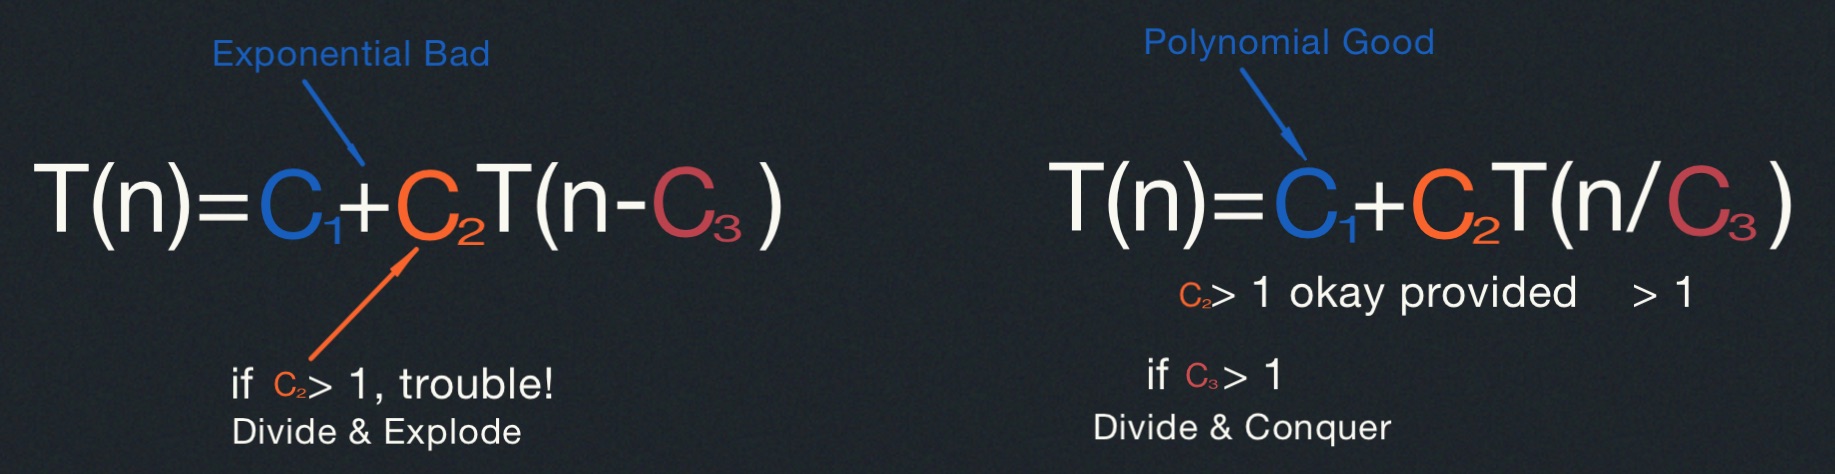 Exponential Bad
T(n)=C₁+C₂T(n-C₃ )
if C₂> 1, trouble!
Divide & Explode
Polynomial Good
T(n)=C₁+C₂T(n/C₃ )
C₂> 1 okay provided > 1
if C₃> 1
Divide & Conquer